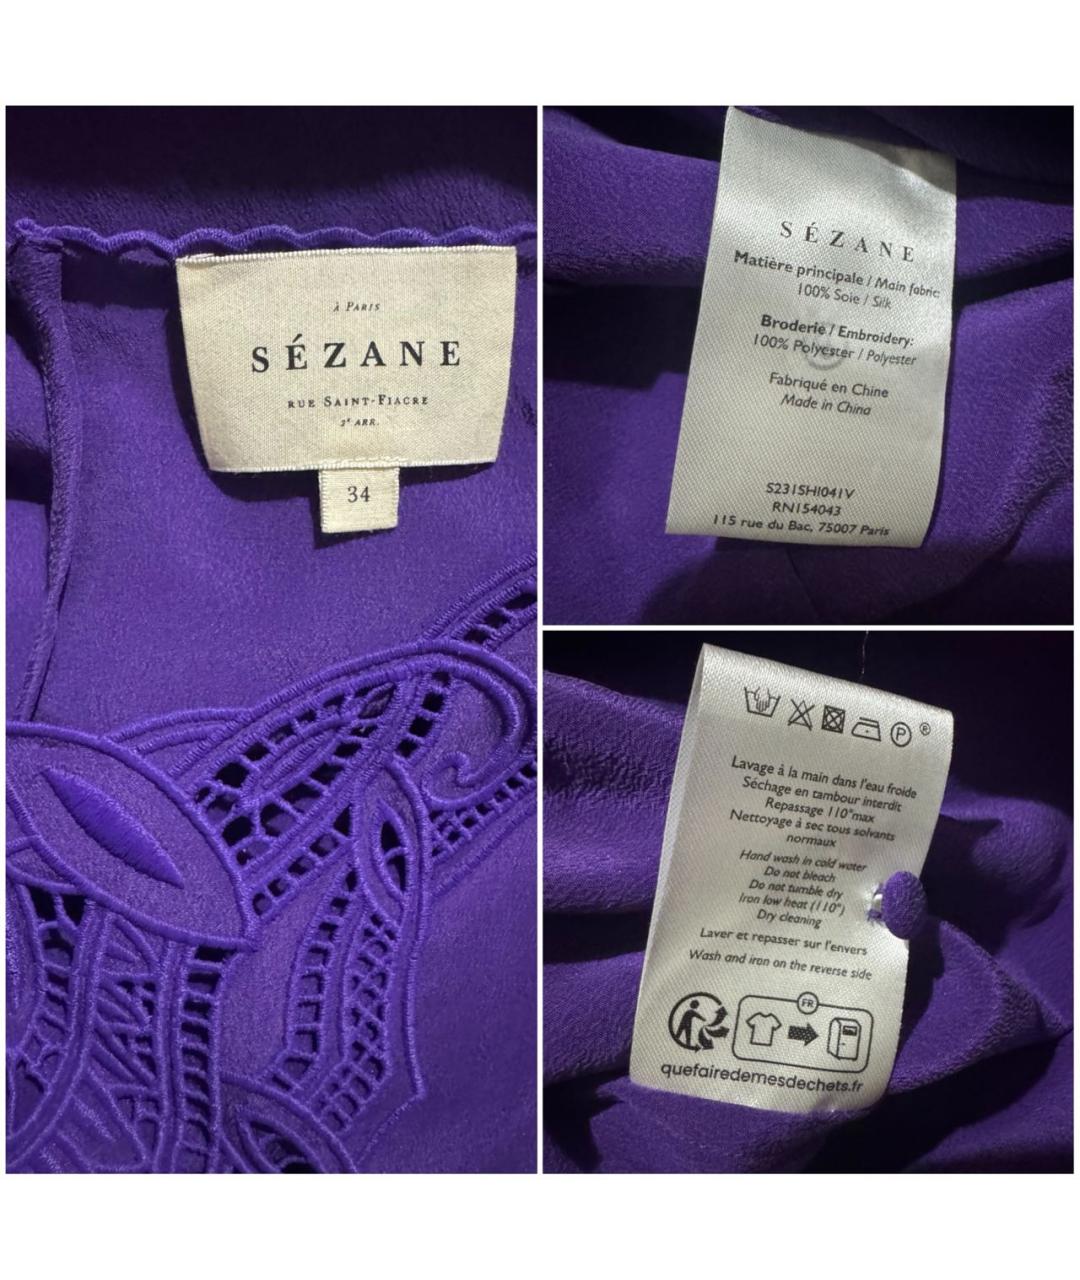 À PARIS
SÉZANE
RUE SAINT-FIACRE
2ᵉ ARR.
34
SÉZANE
Matière principale / Main fabric
100% Soie / Silk
Broderie / Embroidery:
100% Polyester / Polyester
Fabriqué en Chine
Made in China
S231SHI041V
RN154043
115 rue du Bac, 75007 Paris
P ®
Lavage à la main dans l'eau froide
Séchage en tambour interdit
Repassage 110°max
Nettoyage à sec tous solvants
normaux
Hand wash in cold water
Do not bleach
Do not tumble dry
Iron low heat (110°)
Dry cleaning
Laver et repasser sur l'envers
Wash and iron on the reverse side
FR
quefairedemesdechets.fr